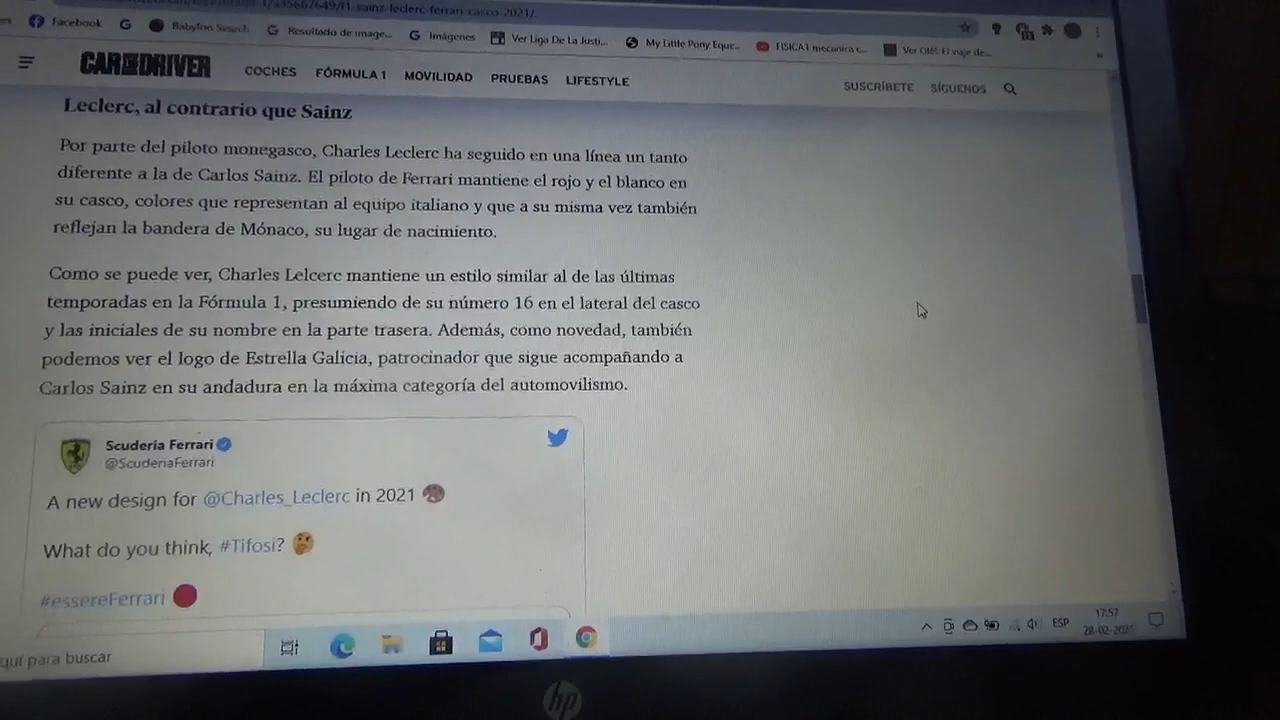 sainz-leclerc-ferrari-casco-2021/
Facebook
Babylon Search
Resultado de image...
Imágenes
Ver Liga De La Justi...
My Little Pony Eque...
FISICA1 mecanica c...
CAR AND DRIVER
COCHES
FÓRMULA 1
MOVILIDAD
PRUEBAS
LIFESTYLE
SUSCRÍBETE
SÍGUENOS
Leclerc, al contrario que Sainz
Por parte del piloto monegasco, Charles Leclerc ha seguido en una línea un tanto
diferente a la de Carlos Sainz. El piloto de Ferrari mantiene el rojo y el blanco en
su casco, colores que representan al equipo italiano y que a su misma vez también
reflejan la bandera de Mónaco, su lugar de nacimiento.
Como se puede ver, Charles Lelcerc mantiene un estilo similar al de las últimas
temporadas en la Fórmula 1, presumiendo de su número 16 en el lateral del casco
y las iniciales de su nombre en la parte trasera. Además, como novedad, también
podemos ver el logo de Estrella Galicia, patrocinador que sigue acompañando a
Carlos Sainz en su andadura en la máxima categoría del automovilismo.
Scuderia Ferrari
@ScuderiaFerrari
A new design for @Charles_Leclerc in 2021
What do you think, #Tifosi?
#essereFerrari
quí para buscar
ESP
17:57
28-02-2021
hp